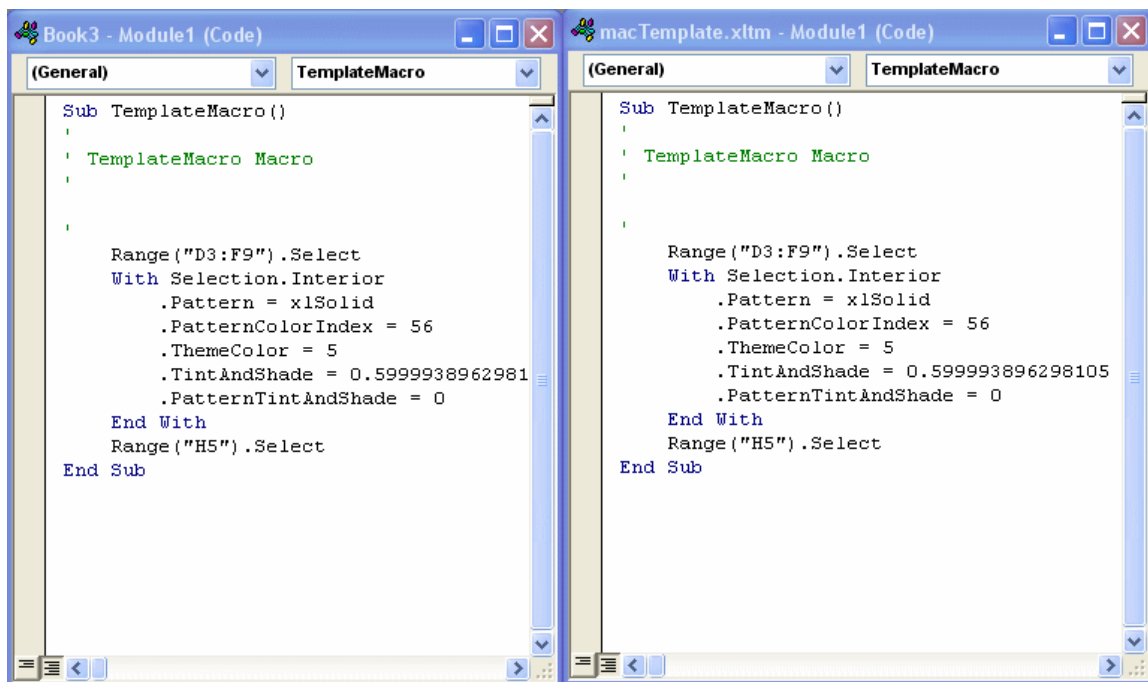 Book3 - Module1 (Code)
(General)
TemplateMacro
Sub TemplateMacro()
'
' TemplateMacro Macro
'
'
Range("D3:F9").Select
With Selection.Interior
.Pattern = xlSolid
.PatternColorIndex = 56
.ThemeColor = 5
.TintAndShade = 0.5999938962981
.PatternTintAndShade = 0
End With
Range("H5").Select
End Sub
macTemplate.xltm - Module1 (Code)
(General)
TemplateMacro
Sub TemplateMacro()
'
' TemplateMacro Macro
'
'
Range("D3:F9").Select
With Selection.Interior
.Pattern = xlSolid
.PatternColorIndex = 56
.ThemeColor = 5
.TintAndShade = 0.599993896298105
.PatternTintAndShade = 0
End With
Range("H5").Select
End Sub